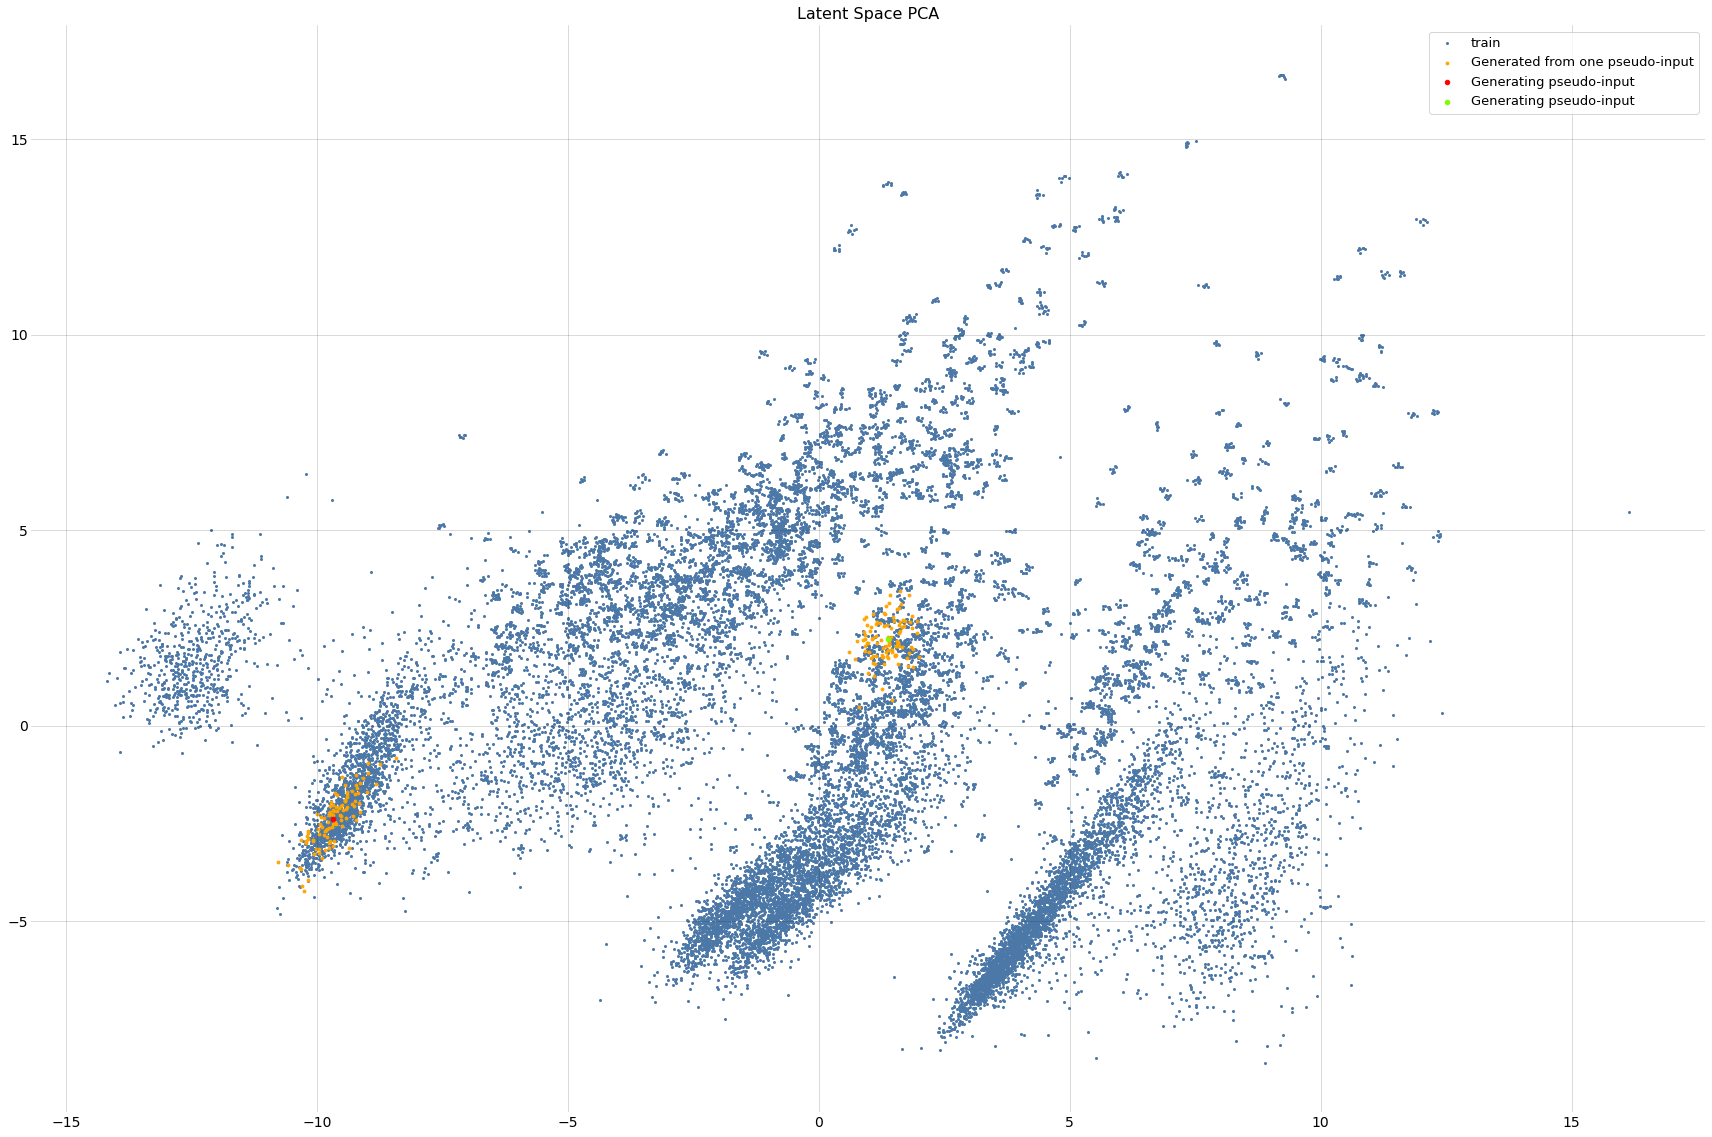 Latent Space PCA
train
Generated from one pseudo-input
Generating pseudo-input
Generating pseudo-input
15
10
5
0
−5
−15
−10
−5
0
5
10
15